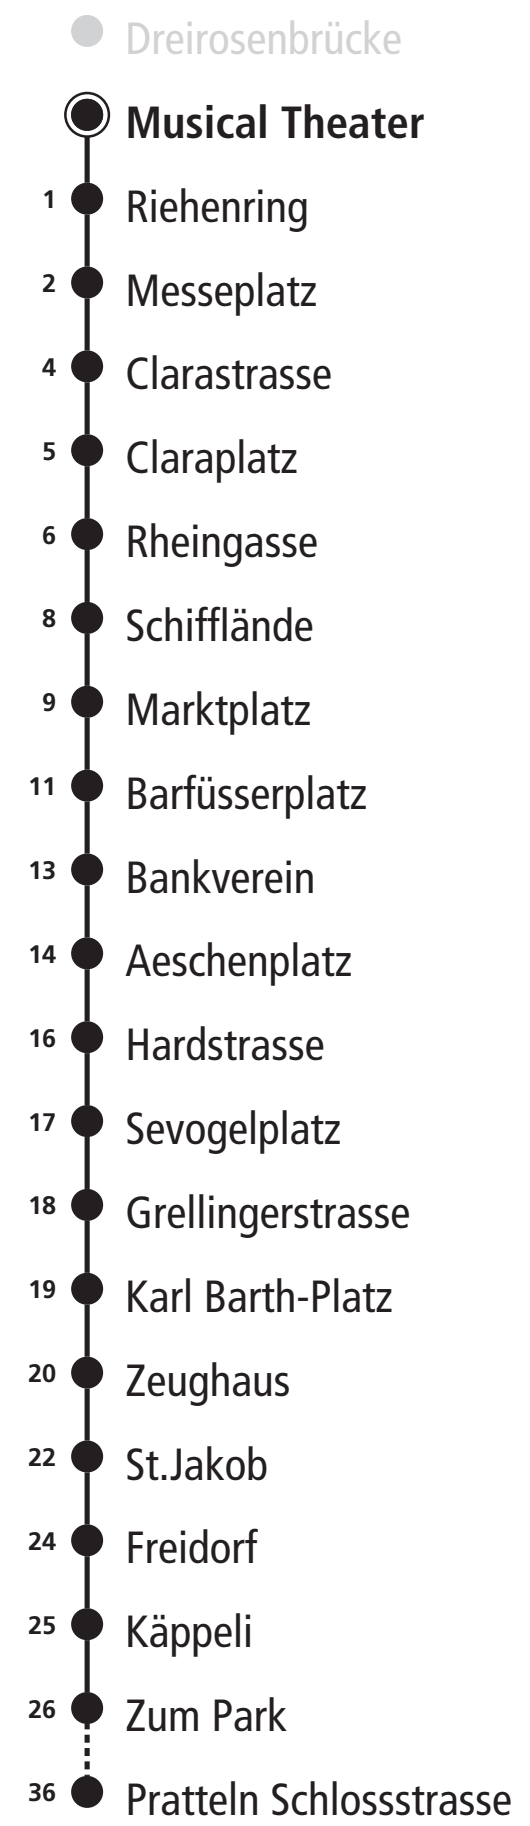 Dreirosenbrücke
Musical Theater
1 Riehenring
2 Messeplatz
4 Clarastrasse
5 Claraplatz
6 Rheingasse
8 Schifflände
9 Marktplatz
11 Barfüsserplatz
13 Bankverein
14 Aeschenplatz
16 Hardstrasse
17 Sevogelplatz
18 Grellingerstrasse
19 Karl Barth-Platz
20 Zeughaus
22 St.Jakob
24 Freidorf
25 Käppeli
26 Zum Park
36 Pratteln Schlossstrasse